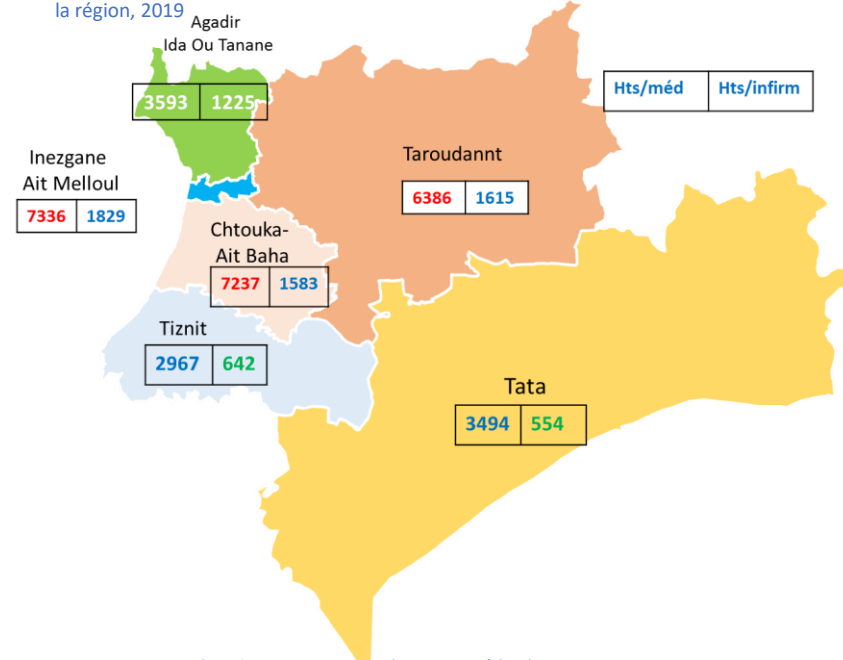 la région, 2019
Agadir
Ida Ou Tanane
3593 1225
Hts/méd Hts/infirm
Inezgane
Ait Melloul
7336 1829
Taroudannt
6386 1615
Chtouka-
Ait Baha
7237 1583
Tiznit
2967 642
Tata
3494 554